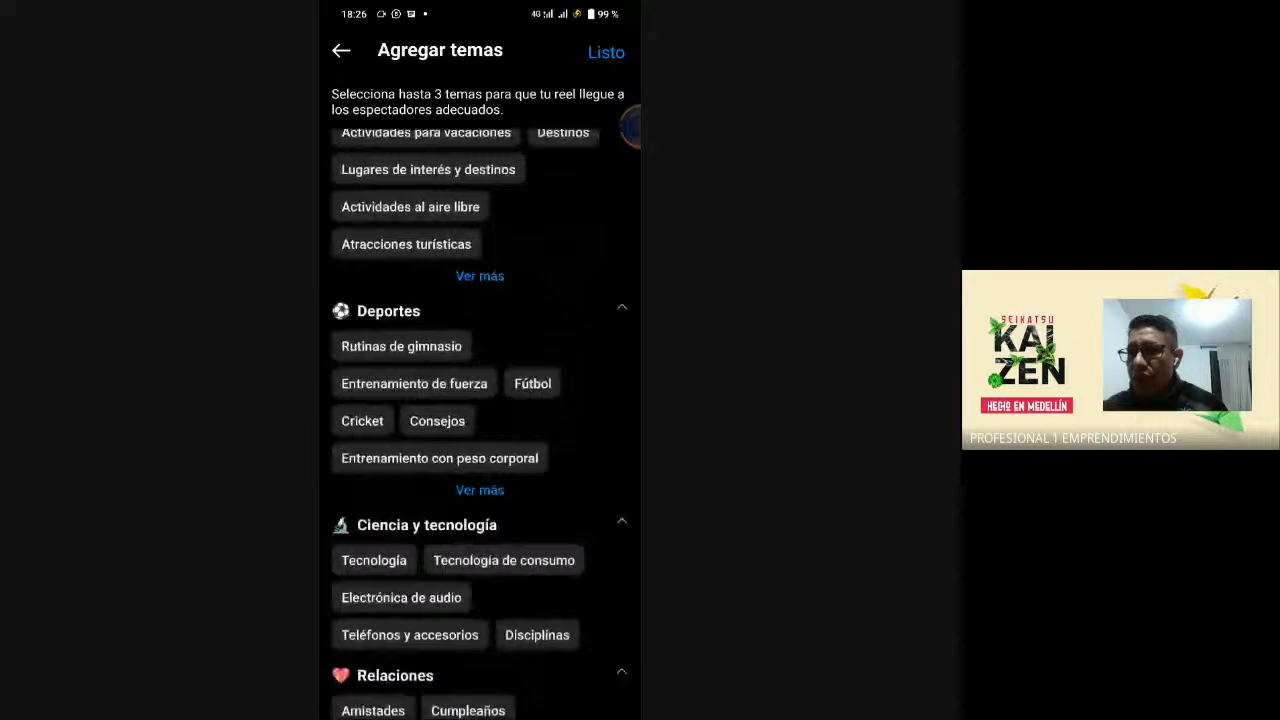 18:26
4G
99 %
Agregar temas
Listo
Selecciona hasta 3 temas para que tu reel llegue a
los espectadores adecuados.
Actividades para vacaciones
Destinos
Lugares de interés y destinos
Actividades al aire libre
Atracciones turísticas
Ver más
Deportes
Rutinas de gimnasio
Entrenamiento de fuerza
Fútbol
Cricket
Consejos
Entrenamiento con peso corporal
Ver más
Ciencia y tecnología
Tecnología
Tecnología de consumo
Electrónica de audio
Teléfonos y accesorios
Disciplinas
Relaciones
Amistades
Cumpleaños
SEIKATSU
KAI
ZEN
HECHO EN MEDELLÍN
PROFESIONAL 1 EMPRENDIMIENTOS